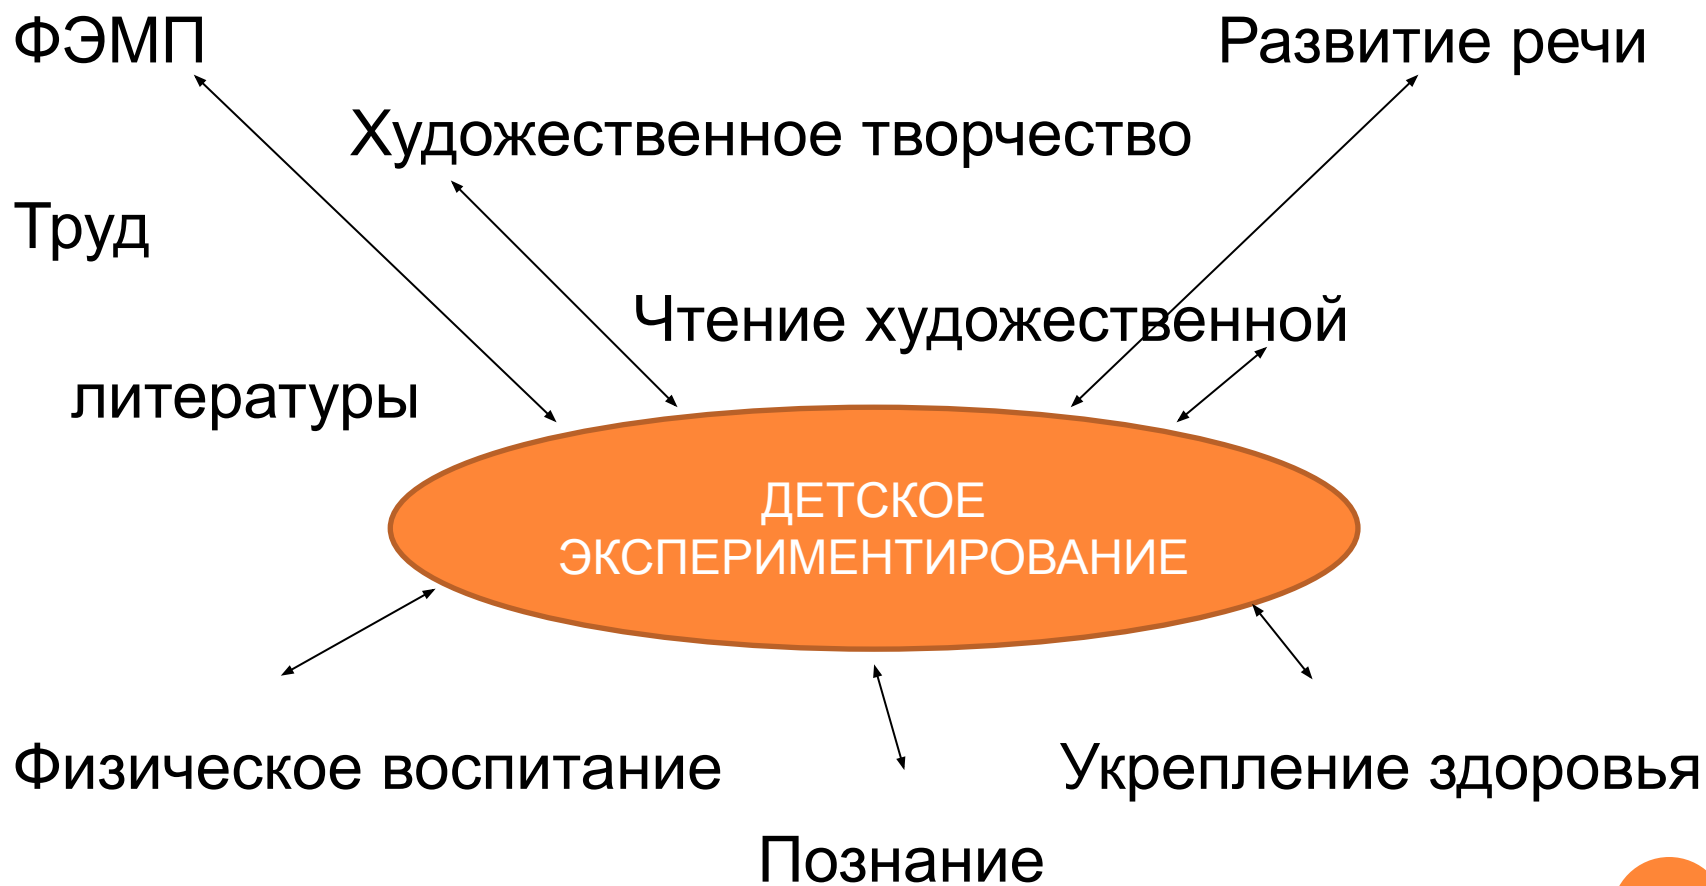 ФЭМП
Развитие речи
Художественное творчество
Труд
Чтение художественной
литературы
ДЕТСКОЕ
ЭКСПЕРИМЕНТИРОВАНИЕ
Физическое воспитание
Укрепление здоровья
Познание